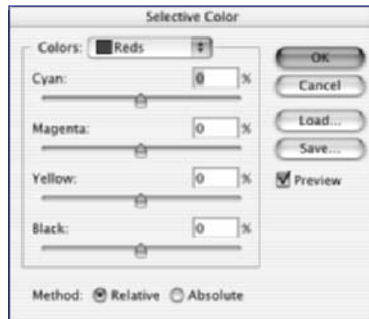 Selective Color
Colors: Reds
Cyan: 0 %
Magenta: 0 %
Yellow: 0 %
Black: 0 %
Method: Relative Absolute
OK
Cancel
Load...
Save...
Preview